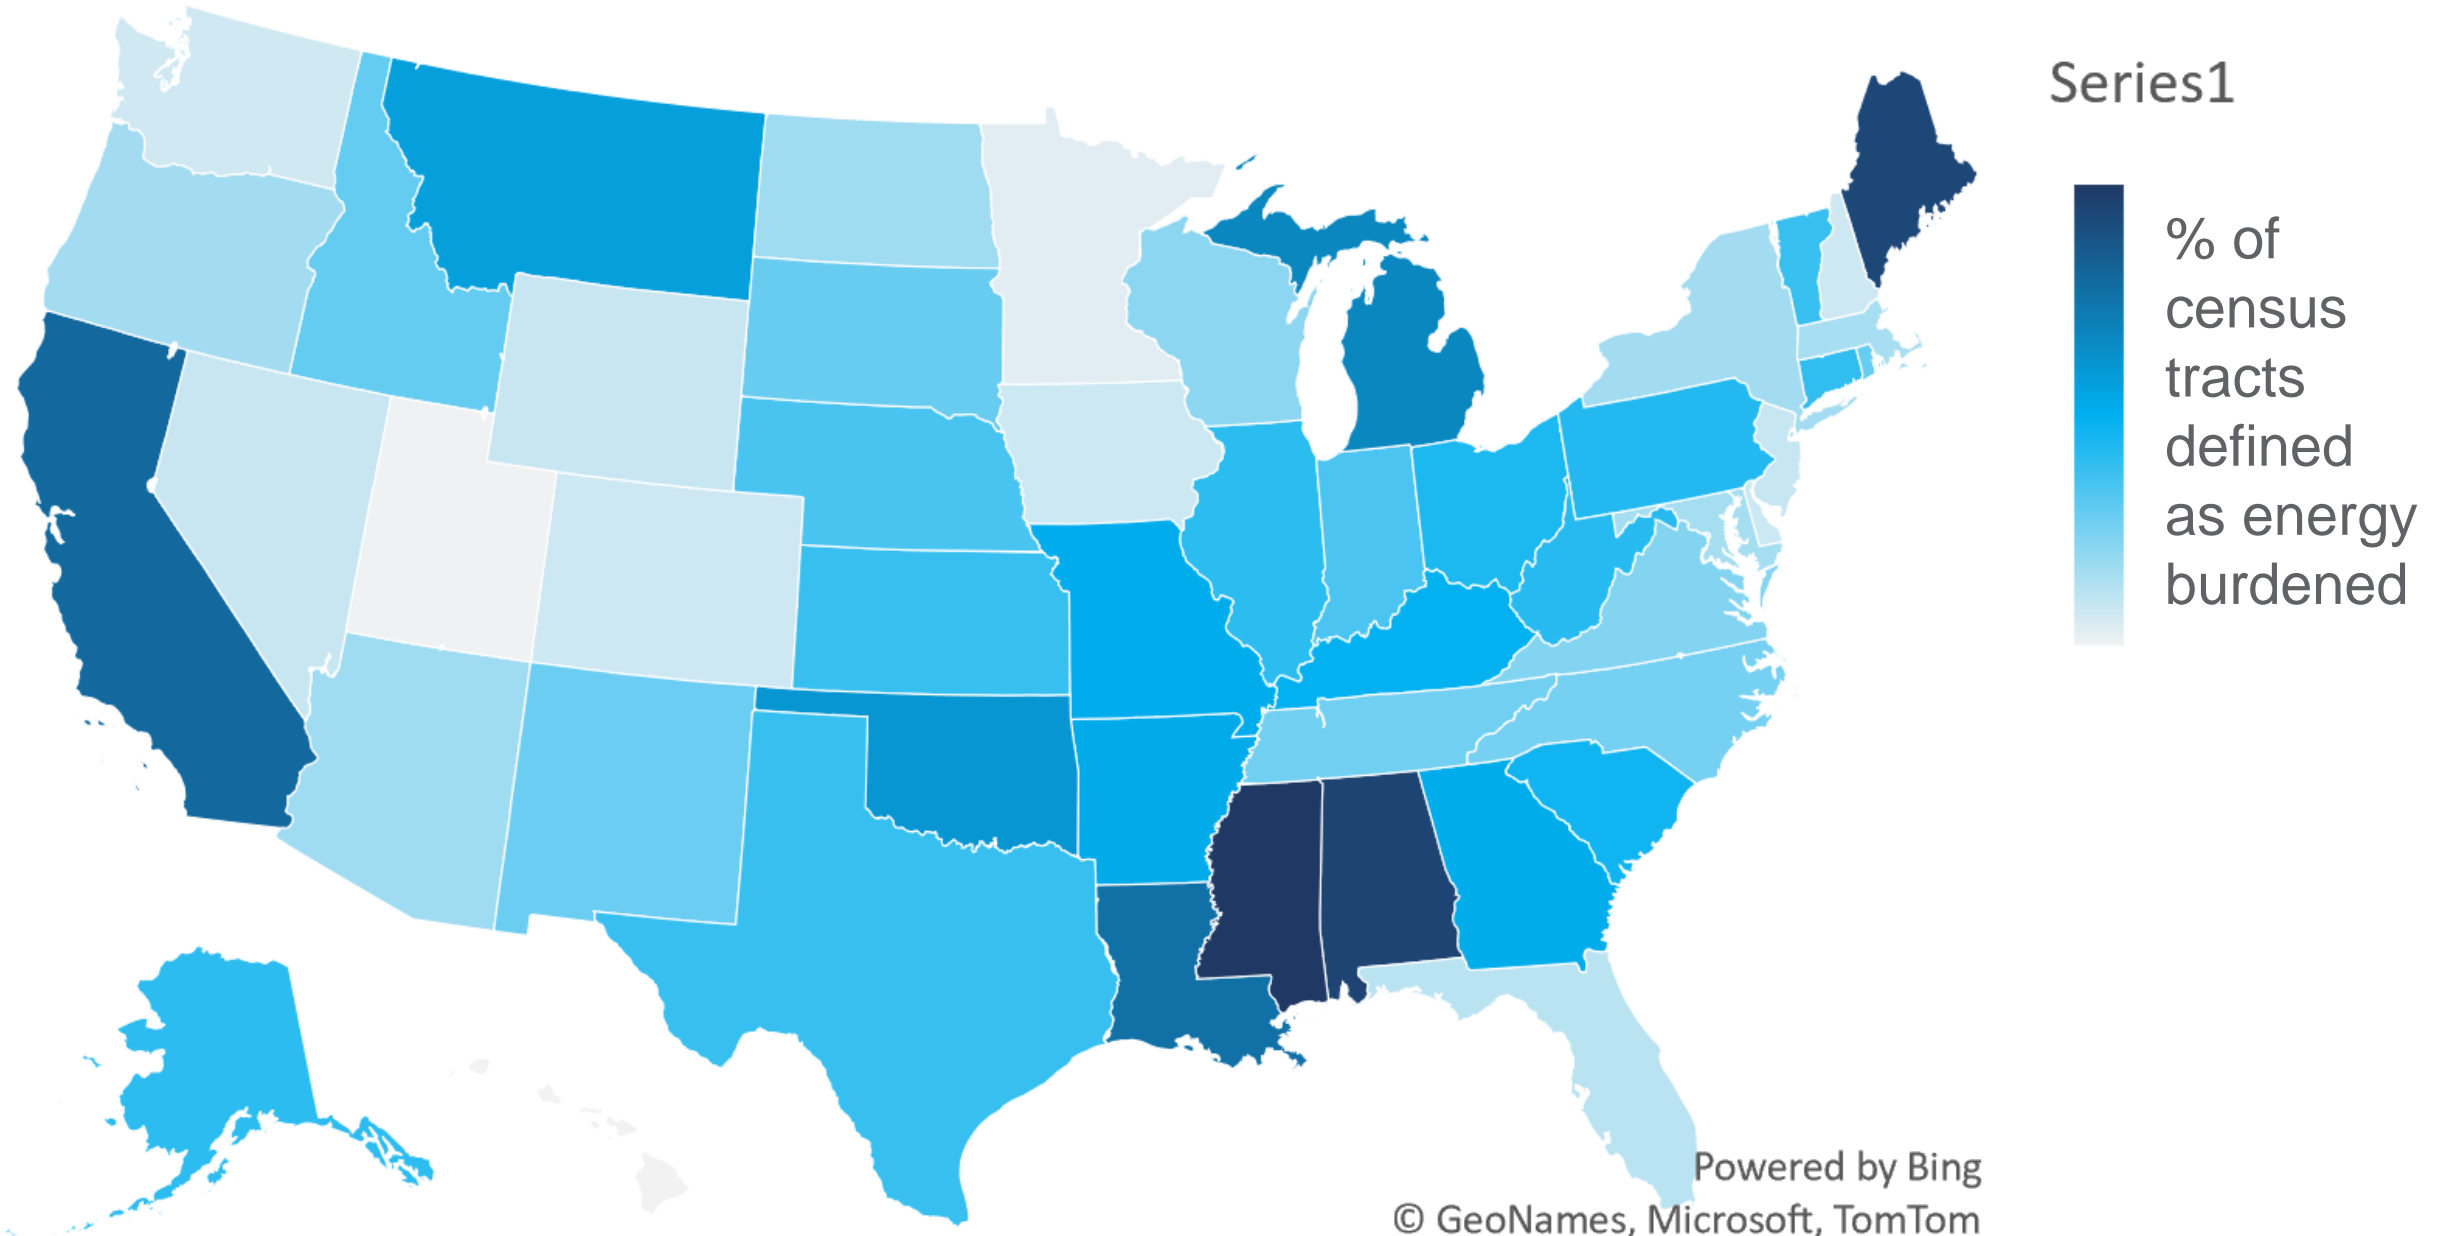 Series1
% of
census
tracts
defined
as energy
burdened
Powered by Bing
© GeoNames, Microsoft, TomTom